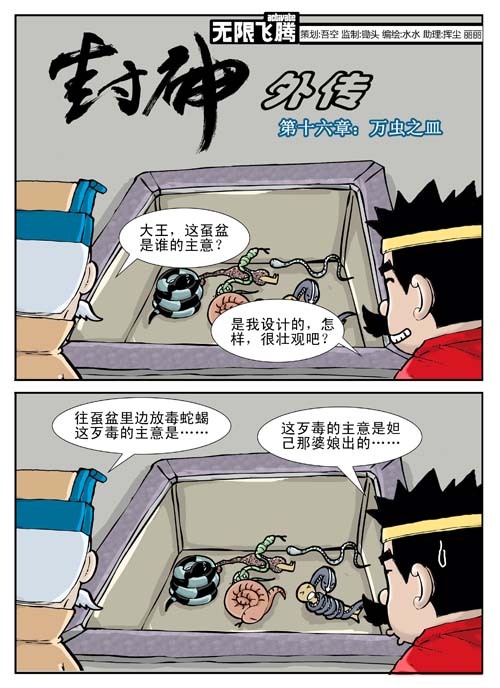 无限飞腾
策划:吾空 监制:锄头 编绘:水水 助理:挥尘 丽丽
封神
外传
第十六章：万虫之皿
大王，这虿盆
是谁的主意？
是我设计的，怎
样，很壮观吧？
往虿盆里边放毒蛇蝎
这歹毒的主意是……
这歹毒的主意是妲
己那婆娘出的……